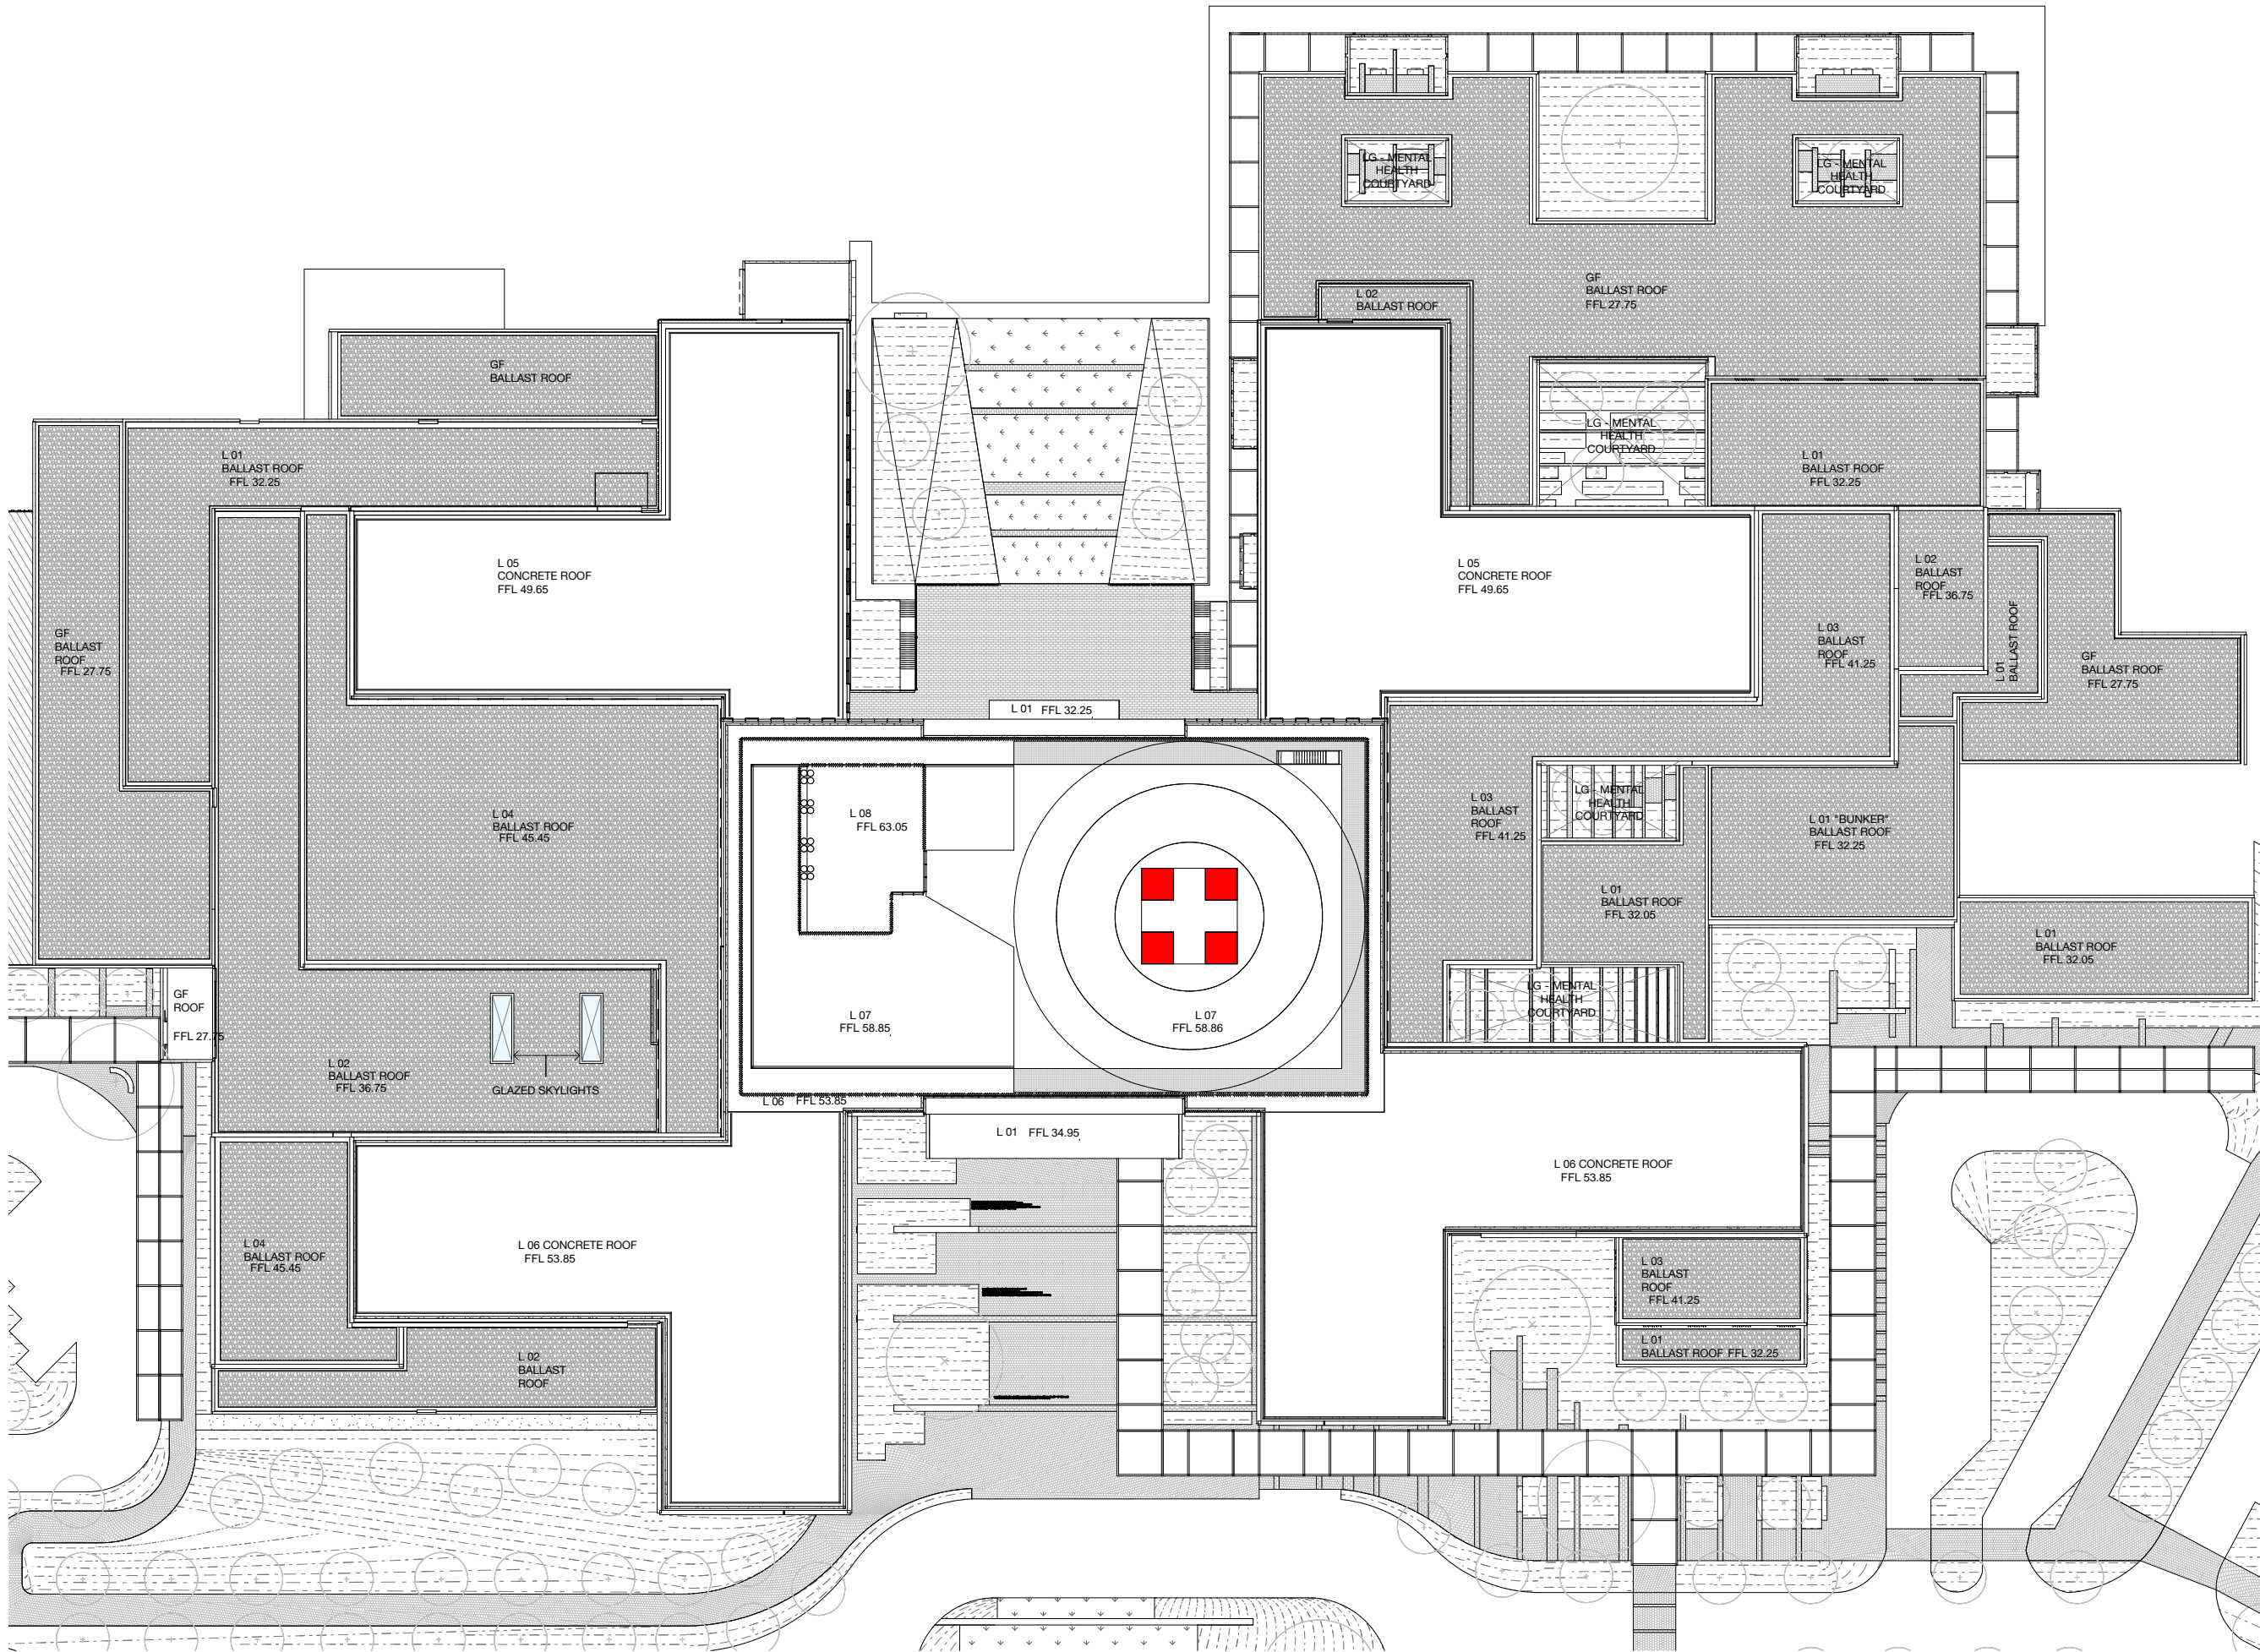 LG - MENTAL
HEALTH
COURTYARD
LG - MENTAL
HEALTH
COURTYARD
GF
BALLAST ROOF
FFL 27.75
L 02
BALLAST ROOF
GF
BALLAST ROOF
LG - MENTAL
HEALTH
COURTYARD
L 01
BALLAST ROOF
FFL 32.25
L 01
BALLAST ROOF
FFL 32.25
L 05
CONCRETE ROOF
FFL 49.65
L 05
CONCRETE ROOF
FFL 49.65
L 02
BALLAST
ROOF
FFL 36.75
L 01
BALLAST ROOF
L 03
BALLAST
ROOF
FFL 41.25
GF
BALLAST
ROOF
FFL 27.75
GF
BALLAST ROOF
FFL 27.75
L 01 FFL 32.25
L 04
BALLAST ROOF
FFL 45.45
L 08
FFL 63.05
L 03
BALLAST
ROOF
FFL 41.25
LG - MENTAL
HEALTH
COURTYARD
L 01 "BUNKER"
BALLAST ROOF
FFL 32.25
L 01
BALLAST ROOF
FFL 32.05
L 01
BALLAST ROOF
FFL 32.05
GF
ROOF
FFL 27.75
L 07
FFL 58.85
L 07
FFL 58.86
LG - MENTAL
HEALTH
COURTYARD
L 02
BALLAST ROOF
FFL 36.75
GLAZED SKYLIGHTS
L 06 FFL 53.85
L 01 FFL 34.95
L 06 CONCRETE ROOF
FFL 53.85
L 04
BALLAST ROOF
FFL 45.45
L 06 CONCRETE ROOF
FFL 53.85
L 03
BALLAST
ROOF
FFL 41.25
L 01
BALLAST ROOF FFL 32.25
L 02
BALLAST
ROOF